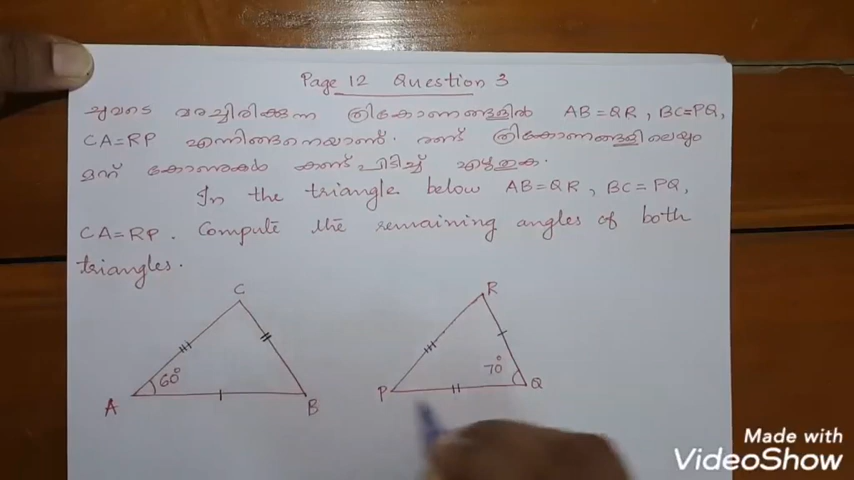 Page 12 Question 3
ചുവടെ വരച്ചിരിക്കുന്ന ത്രികോണങ്ങളിൽ AB=QR, BC=PQ,
CA=RP എന്നിങ്ങനെയാണ്. രണ്ട് ത്രികോണങ്ങളിലെയും
മറ്റ് കോണുകൾ കണ്ടുപിടിച്ച് എഴുതുക.
In the triangle below AB=QR, BC=PQ,
CA=RP. Compute the remaining angles of both
triangles.
C
R
60°
70°
A
B
P
Q
Made with
VideoShow